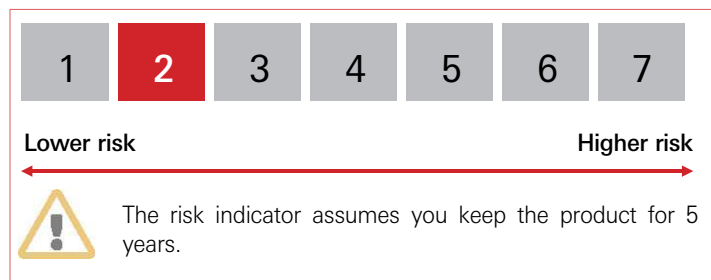 1 2 3 4 5 6 7
Lower risk Higher risk
The risk indicator assumes you keep the product for 5
years.